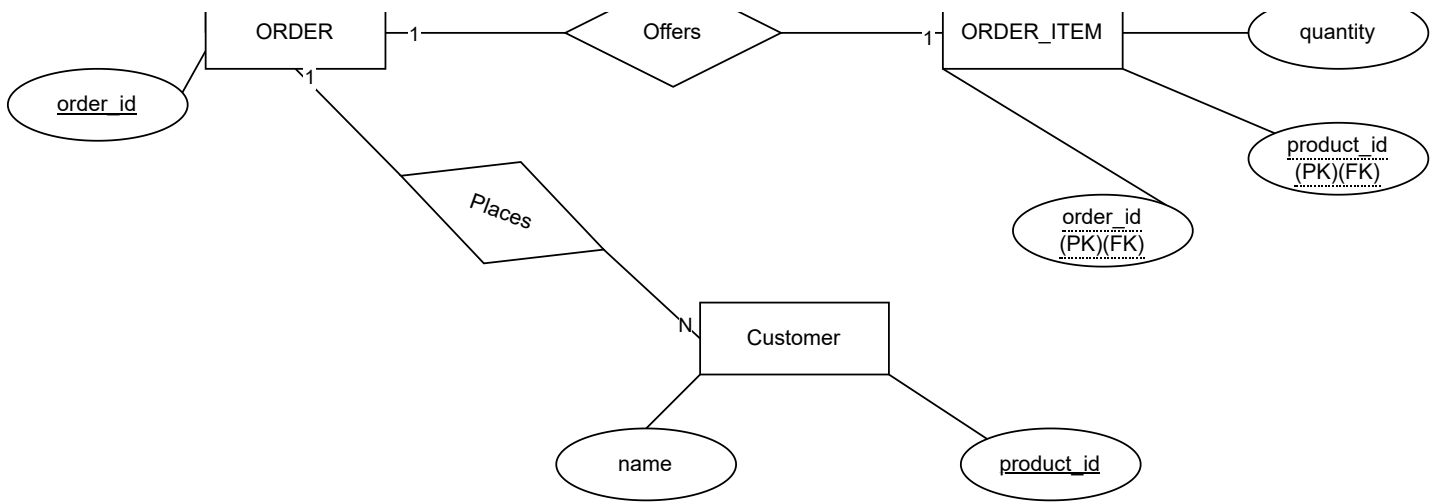 ORDER
1
Offers
1
ORDER_ITEM
quantity
1
order_id
product_id
(PK)(FK)
Places
order_id
(PK)(FK)
N
Customer
name
product_id